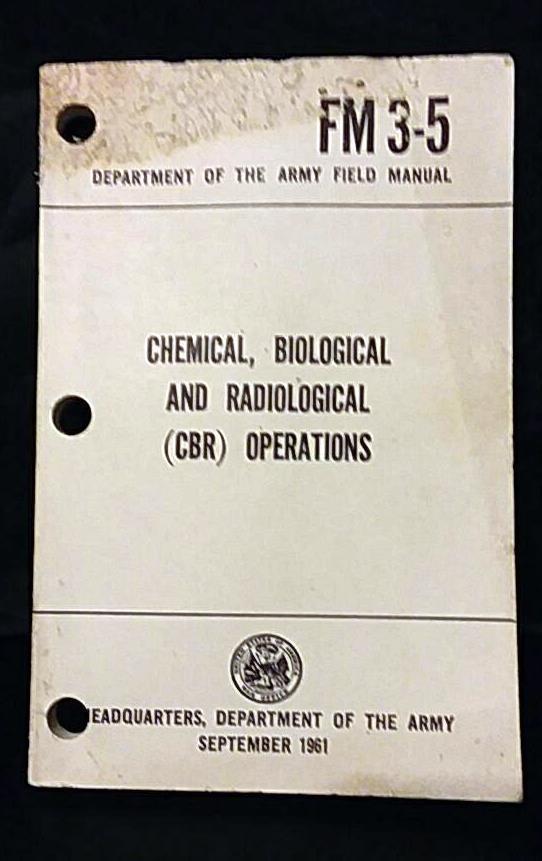 FM 3-5
DEPARTMENT OF THE ARMY FIELD MANUAL
CHEMICAL, BIOLOGICAL
AND RADIOLOGICAL
(CBR) OPERATIONS
EADQUARTERS, DEPARTMENT OF THE ARMY
SEPTEMBER 1961